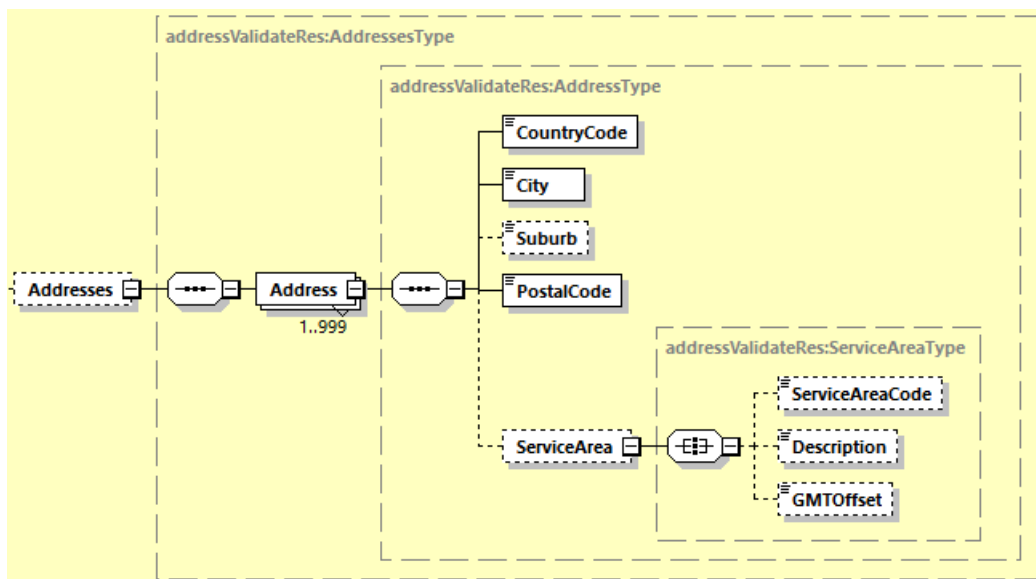 addressValidateRes:AddressesType
addressValidateRes:AddressType
CountryCode
City
Suburb
Addresses
Address
PostalCode
1..999
addressValidateRes:ServiceAreaType
ServiceAreaCode
ServiceArea
Description
GMTOffset